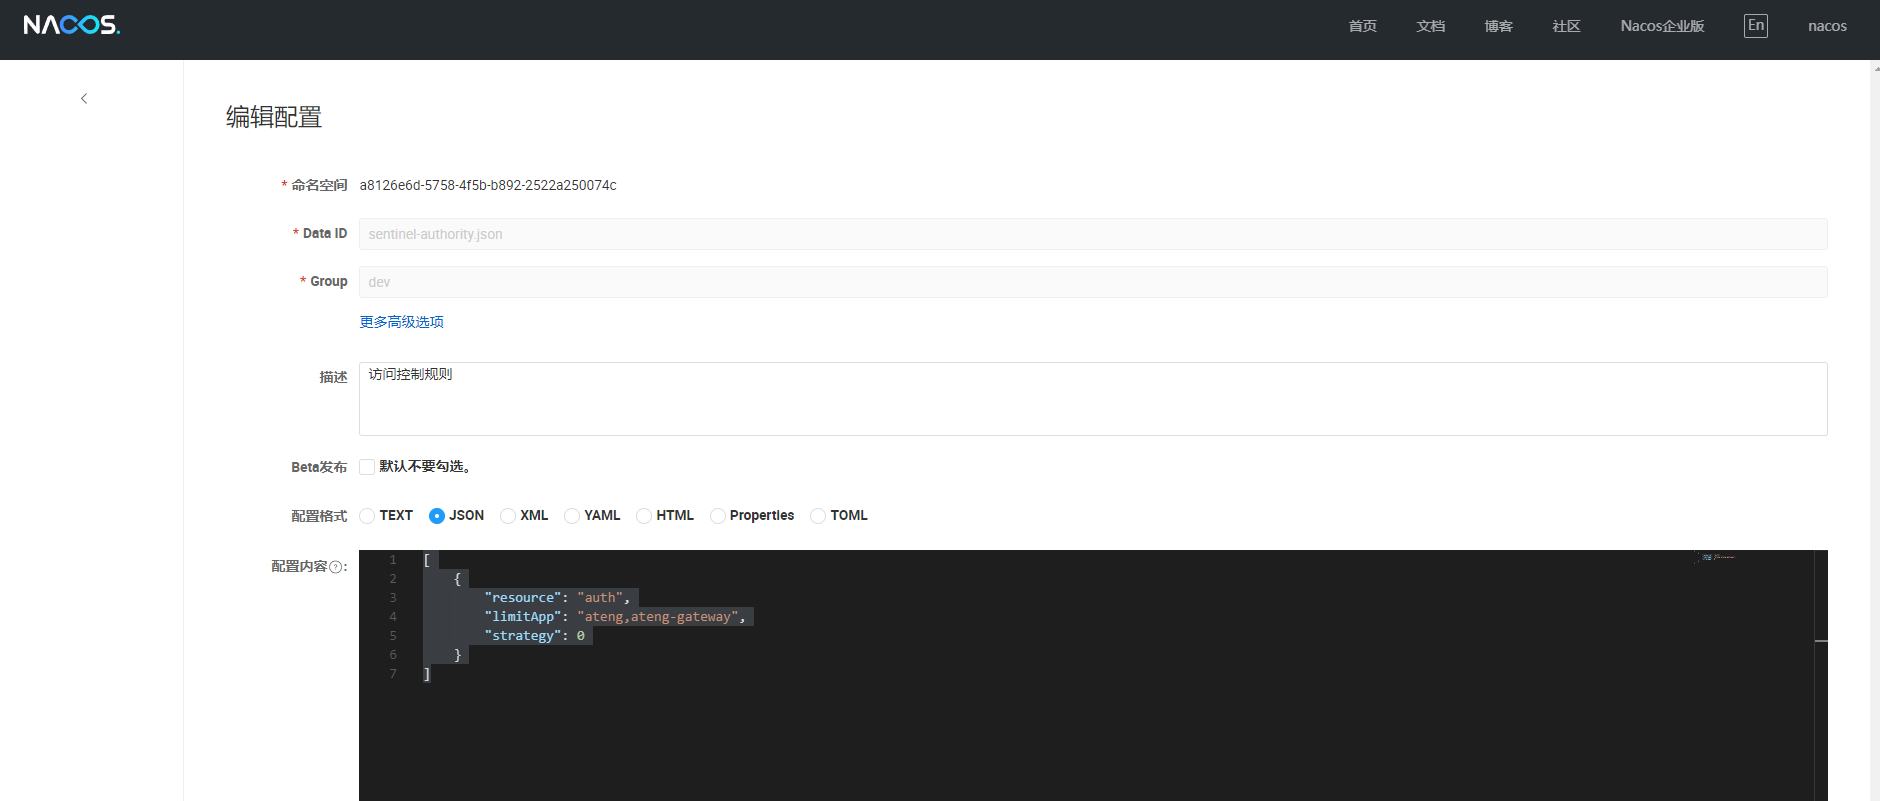 NACOS.
首页 文档 博客 社区 Nacos企业版 En nacos
编辑配置
* 命名空间 a8126e6d-5758-4f5b-b892-2522a250074c
* Data ID sentinel-authority.json
* Group dev
更多高级选项
描述 访问控制规则
Beta发布 默认不要勾选。
配置格式 TEXT JSON XML YAML HTML Properties TOML
配置内容?:
1 [
2 {
3 "resource": "auth",
4 "limitApp": "ateng,ateng-gateway",
5 "strategy": 0
6 }
7 ]